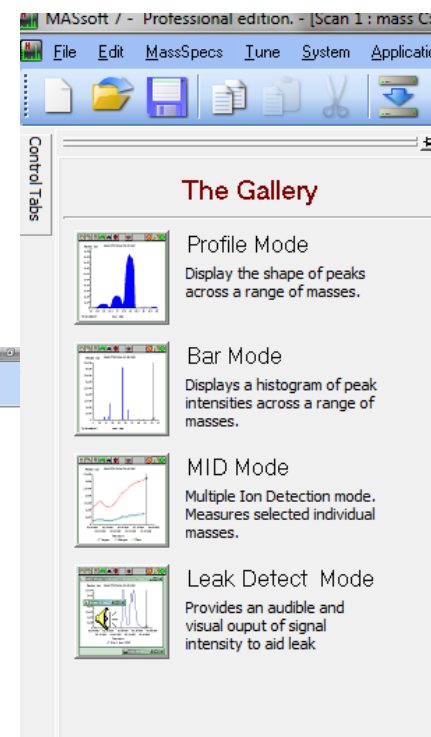 MASsoft 7 - Professional edition. - [Scan 1 : mass C:
File Edit MassSpecs Tune System Applicati
Control Tabs
The Gallery
Profile Mode
Display the shape of peaks
across a range of masses.
Bar Mode
Displays a histogram of peak
intensities across a range of
masses.
MID Mode
Multiple Ion Detection mode.
Measures selected individual
masses.
Leak Detect Mode
Provides an audible and
visual ouput of signal
intensity to aid leak